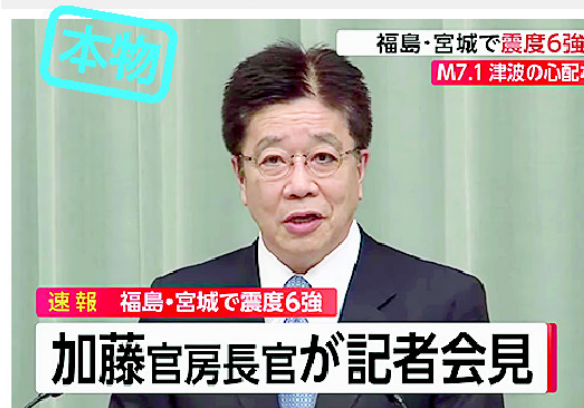 本物
福島・宮城で震度6強
M7.1 津波の心配
速報 福島・宮城で震度6強
加藤官房長官が記者会見